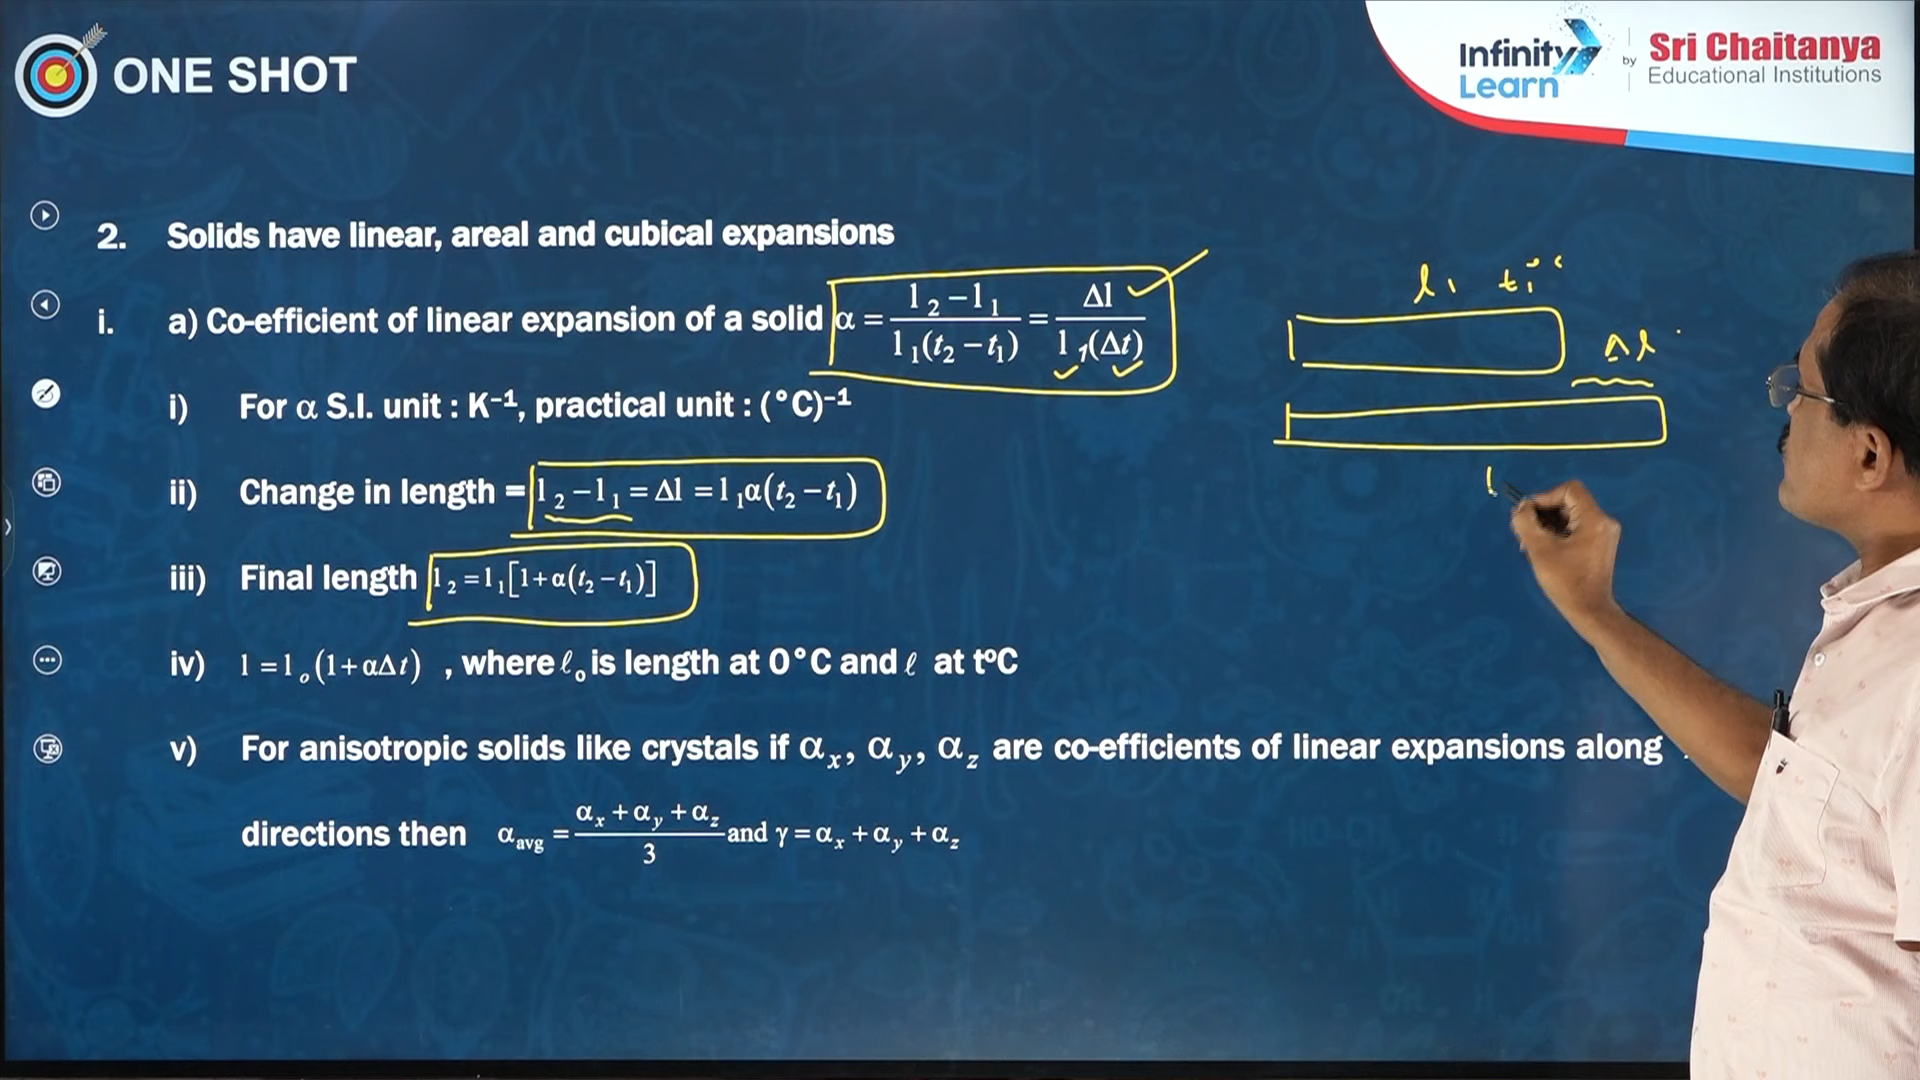 ONE SHOT
Infinity Learn by Sri Chaitanya Educational Institutions
2. Solids have linear, areal and cubical expansions
i. a) Co-efficient of linear expansion of a solid α = (l₂ − l₁) / (l₁(t₂ − t₁)) = Δl / (l₁(Δt))
i) For α S.I. unit : K⁻¹, practical unit : (°C)⁻¹
ii) Change in length = l₂ − l₁ = Δl = l₁α(t₂ − t₁)
iii) Final length l₂ = l₁[1 + α(t₂ − t₁)]
iv) l = lₒ(1 + αΔt) , where ℓₒ is length at 0°C and ℓ at t°C
v) For anisotropic solids like crystals if αₓ, αᵧ, α_z are co-efficients of linear expansions along
directions then α_avg = (αₓ + αᵧ + α_z) / 3 and γ = αₓ + αᵧ + α_z
l₁ t₁°C
Δl
l